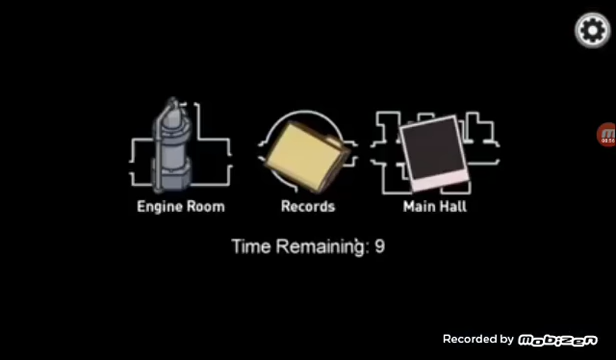 Engine Room
Records
Main Hall
Time Remaining: 9
Recorded by mobizen